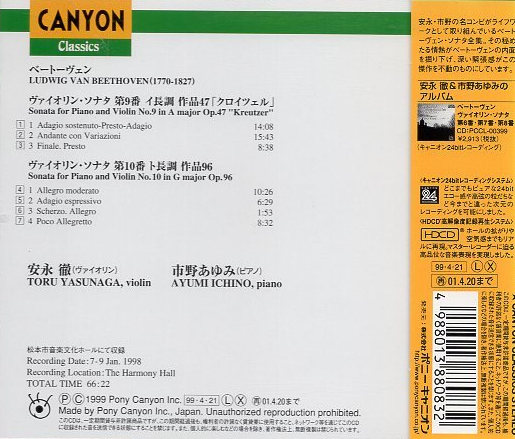 CANYON
Classics
ベートーヴェン
LUDWIG VAN BEETHOVEN(1770-1827)
ヴァイオリン・ソナタ 第9番 イ長調 作品47「クロイツェル」
Sonata for Piano and Violin No.9 in A major Op.47 "Kreutzer"
1 1 Adagio sostenuto-Presto-Adagio 14:08
2 2 Andante con Variazioni 15:43
3 3 Finale. Presto 8:38
ヴァイオリン・ソナタ 第10番 ト長調 作品96
Sonata for Piano and Violin No.10 in G major Op.96
4 1 Allegro moderato 10:26
5 2 Adagio espressivo 6:29
6 3 Scherzo. Allegro 1:53
7 4 Poco Allegretto 8:32
安永 徹(ヴァイオリン) 市野あゆみ(ピアノ)
TORU YASUNAGA, violin AYUMI ICHINO, piano
松本市音楽文化ホールにて収録
Recording Date: 7-9 Jan. 1998
Recording Location: The Harmony Hall
TOTAL TIME 66:22
Ⓟ Ⓒ 1999 Pony Canyon Inc. 99・4・21 Ⓛ Ⓧ 01.4.20まで
Made by Pony Canyon Inc., Japan. Unauthorized reproduction prohibited.
安永・市野の名コンビがライフワ
ークとして取り組んでいるベートー
ヴェン・ソナタ全集。その秘め
たる情熱がベートーヴェンの内面
を掘り下げ、深い緊張感がこの
傑作を不動のものにしています。
安永 徹&市野あゆみの
アルバム
ベートーヴェン
ヴァイオリン・ソナタ
第6番・第7番・第8番
CD:PCCL-00399
¥2,913(税抜)
(キャニオン24bitレコーディング)
〈キャニオン24bitレコーディングシステム〉
24
どこまでもピュアな24bit
エコー感や高弦の粒だちな
ど今までと違った次元の
レコーディングを可能にしました。
〈HDCD®高解像度記録再生システム〉
HDCD
ホールの拡がりや
空気感までもリア
ルに再現。マスターレコーダーに迫る
高品位な音楽表現を実現しました。
99・4・21 Ⓛ Ⓧ
01.4.20まで
発売元:株式会社ポニーキャニオン
http://www.ponycanyon.co.jp/
4 988013 880832